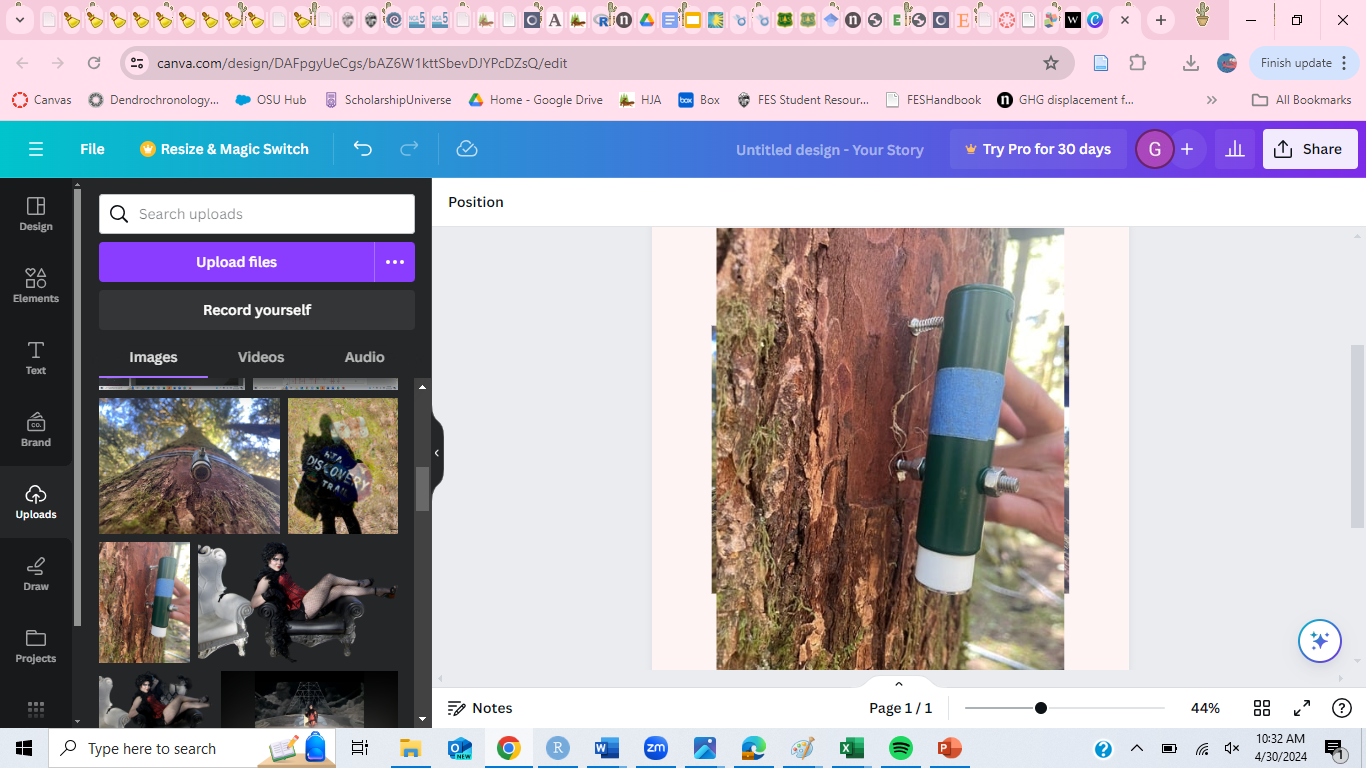 canva.com/design/DAFpgyUeCgs/bAZ6W1kttSbevDJYPcDZsQ/edit
Finish update
Canvas
Dendrochronology...
OSU Hub
ScholarshipUniverse
Home - Google Drive
HJA
Box
FES Student Resour...
FESHandbook
GHG displacement f...
All Bookmarks
File
Resize & Magic Switch
Untitled design - Your Story
Try Pro for 30 days
G
Share
Design
Elements
Text
Brand
Uploads
Draw
Projects
Search uploads
Upload files
Record yourself
Images
Videos
Audio
HJA
DISCOVERY
TRAIL
Position
Notes
Page 1 / 1
44%
Type here to search
10:32 AM
4/30/2024